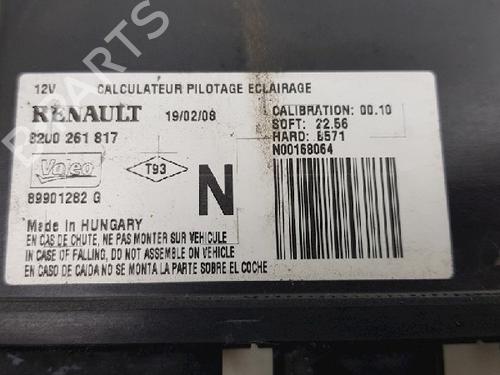 12V CALCULATEUR PILOTAGE ECLAIRAGE
RENAULT 19/02/08 CALIBRATION: 00.10
8200 261 817 SOFT: 22.56
HARD: 8571
Valeo T93 N N00168064
89901282 G
Made in HUNGARY
EN CAS DE CHUTE, NE PAS MONTER SUR VEHICULE
IN CASE OF FALLING, DO NOT ASSEMBLE ON VEHICLE
EN CASO DE CAIDA NO SE MONTA LA PARTE SOBRE EL COCHE